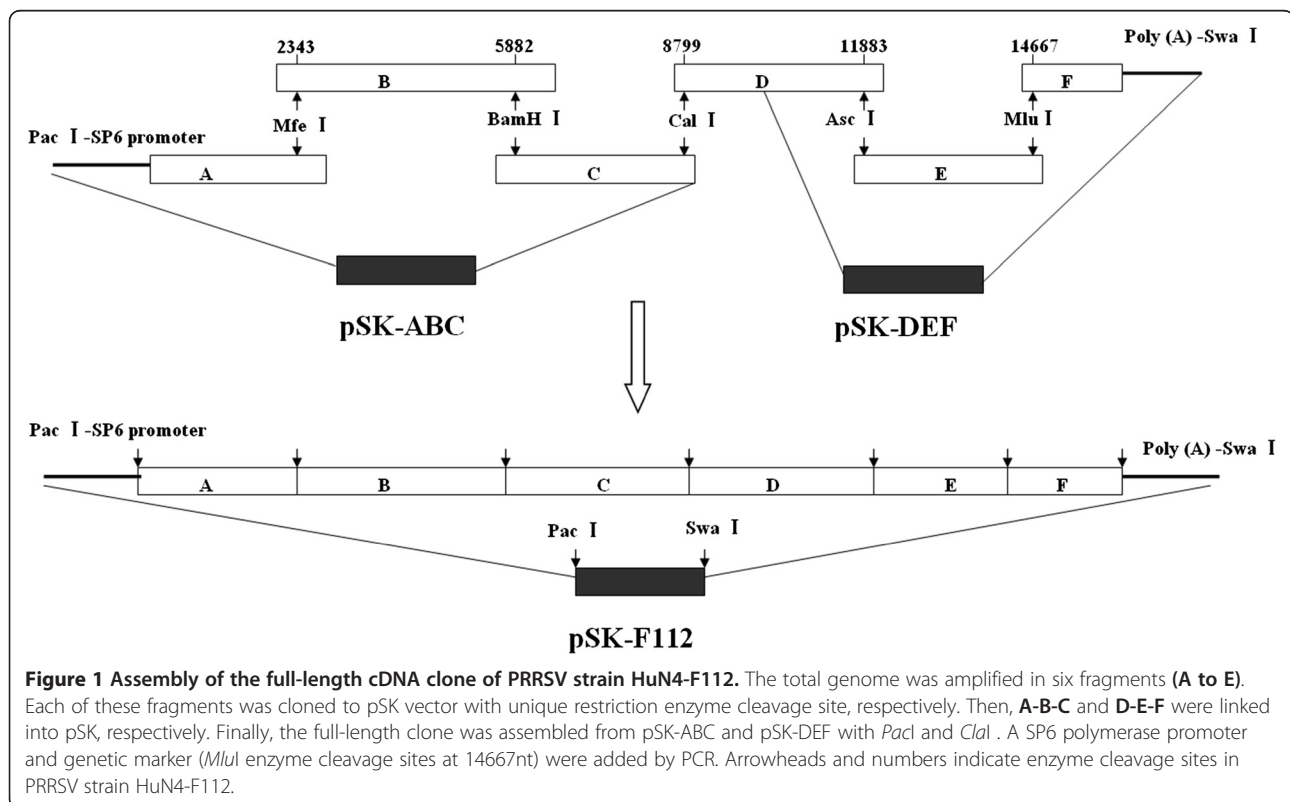 2343 5882 8799 11883 14667 Poly (A) -Swa Ⅰ
B D F
Mfe Ⅰ BamH Ⅰ Cal Ⅰ Asc Ⅰ Mlu Ⅰ
Pac Ⅰ -SP6 promoter
A C E
pSK-ABC pSK-DEF
Pac Ⅰ -SP6 promoter Poly (A) -Swa Ⅰ
A B C D E F
Pac Ⅰ Swa Ⅰ
pSK-F112
Figure 1 Assembly of the full-length cDNA clone of PRRSV strain HuN4-F112. The total genome was amplified in six fragments (A to E).
Each of these fragments was cloned to pSK vector with unique restriction enzyme cleavage site, respectively. Then, A-B-C and D-E-F were linked
into pSK, respectively. Finally, the full-length clone was assembled from pSK-ABC and pSK-DEF with PacI and ClaI . A SP6 polymerase promoter
and genetic marker (MluI enzyme cleavage sites at 14667nt) were added by PCR. Arrowheads and numbers indicate enzyme cleavage sites in
PRRSV strain HuN4-F112.